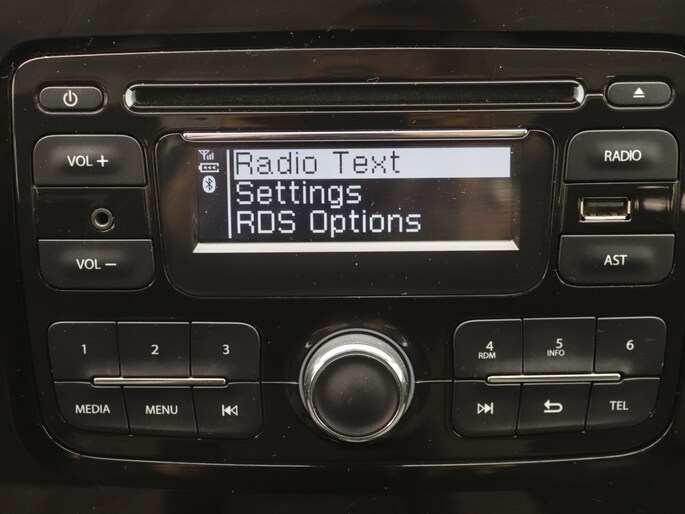 VOL +
RADIO
Radio Text
Settings
RDS Options
VOL –
AST
1
2
3
4
RDM
5
INFO
6
MEDIA
MENU
TEL